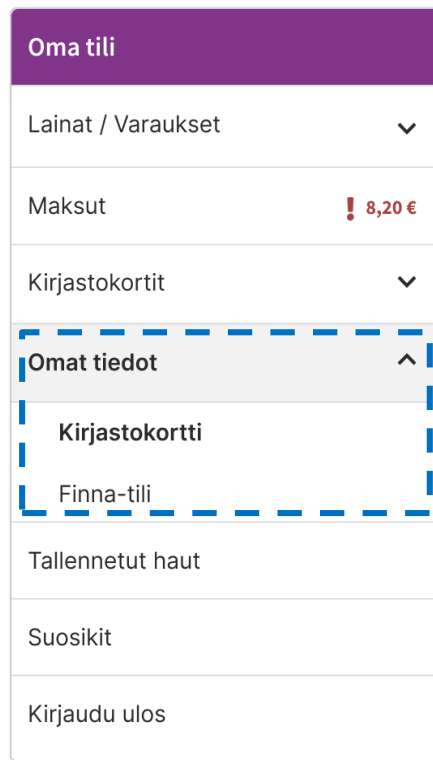 Oma tili
Lainat / Varaukset
Maksut ! 8,20 €
Kirjastokortit
Omat tiedot
Kirjastokortti
Finna-tili
Tallennetut haut
Suosikit
Kirjaudu ulos